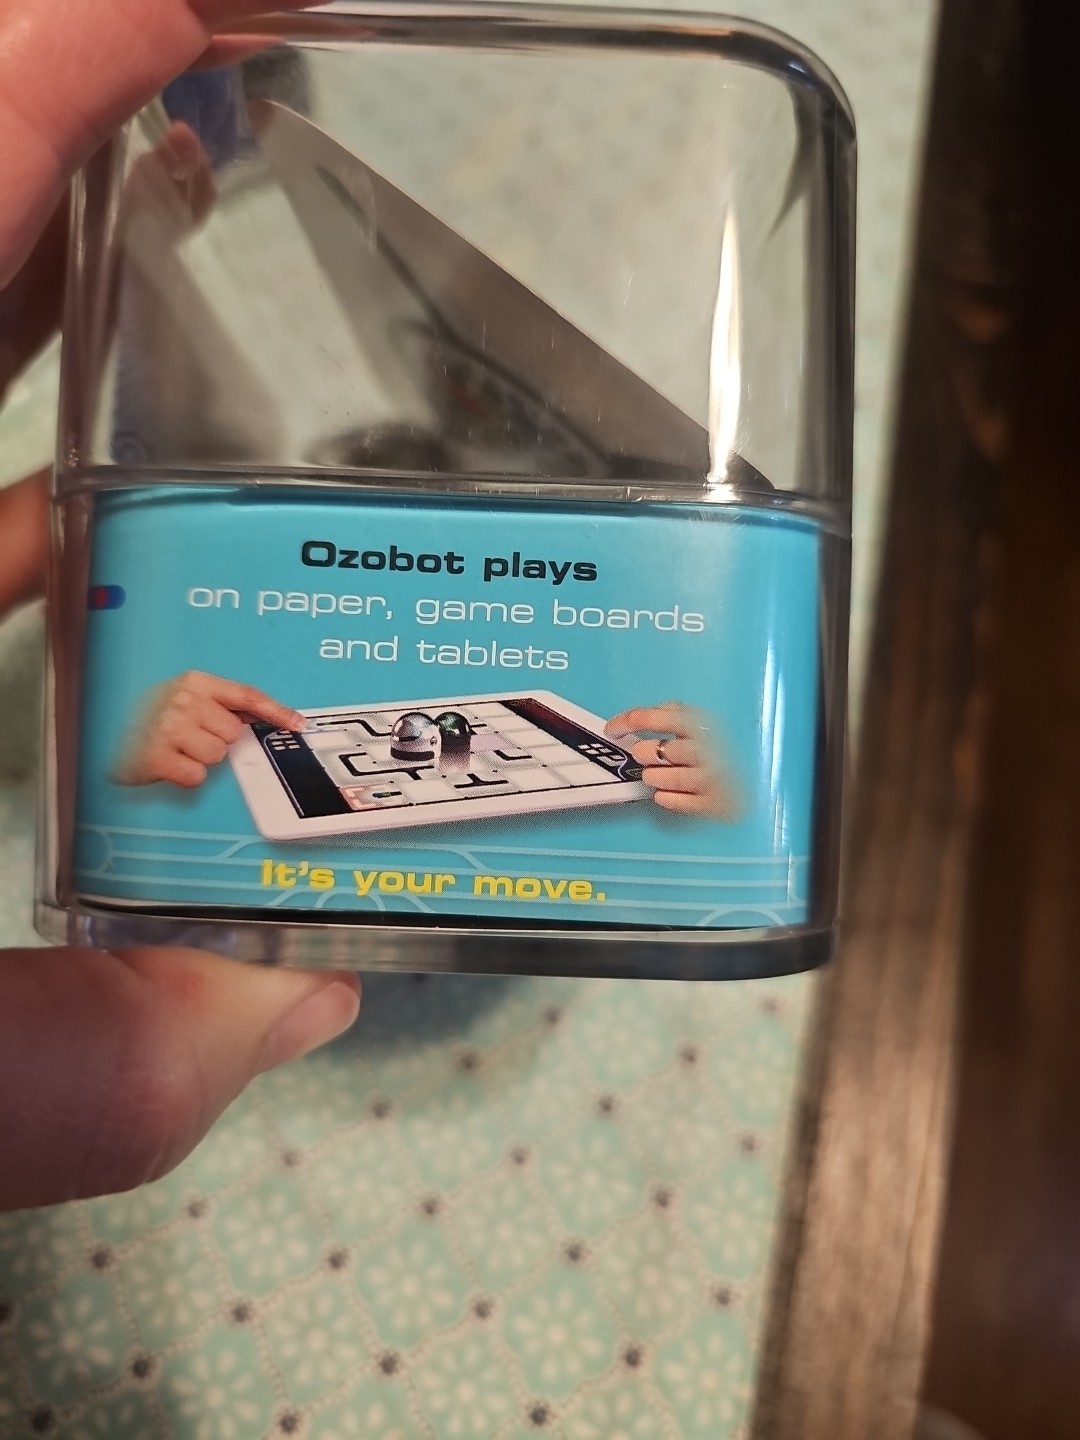 Ozobot plays
on paper, game boards
and tablets
It's your move.